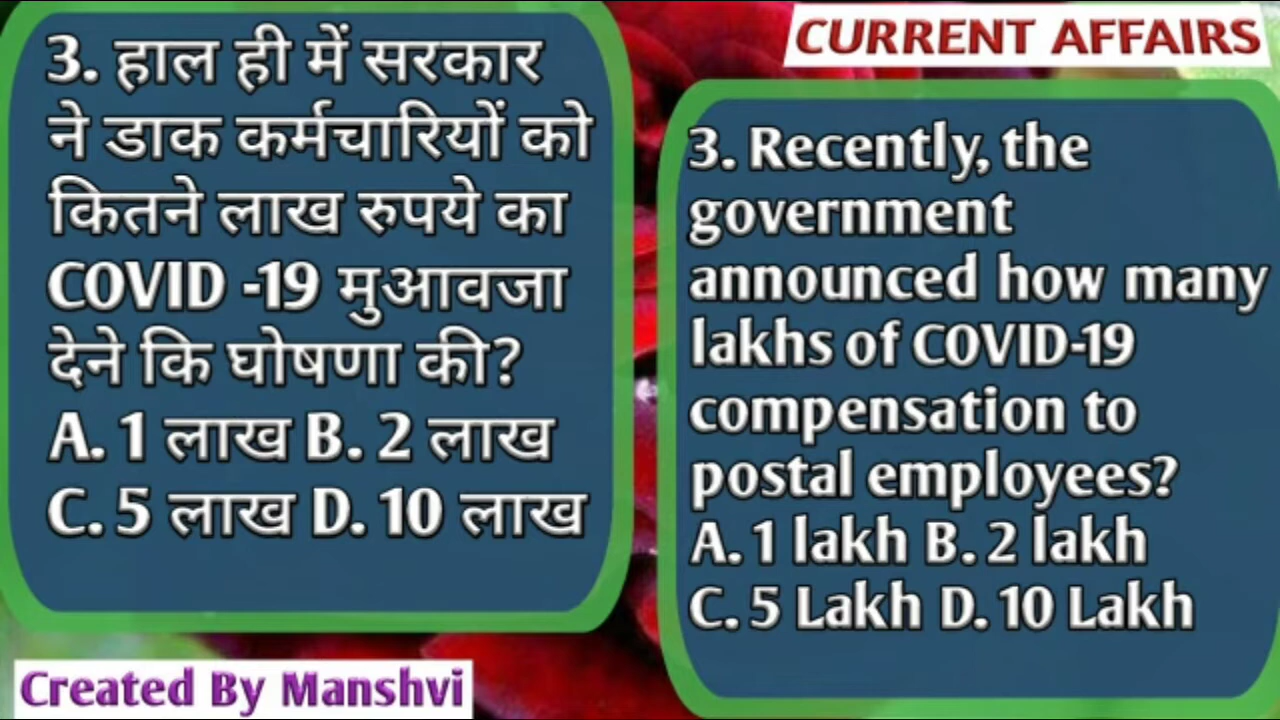 3. हाल ही में सरकार
ने डाक कर्मचारियों को
कितने लाख रुपये का
COVID -19 मुआवजा
देने कि घोषणा की?
A. 1 लाख B. 2 लाख
C. 5 लाख D. 10 लाख
CURRENT AFFAIRS
3. Recently, the
government
announced how many
lakhs of COVID-19
compensation to
postal employees?
A. 1 lakh B. 2 lakh
C. 5 Lakh D. 10 Lakh
Created By Manshvi